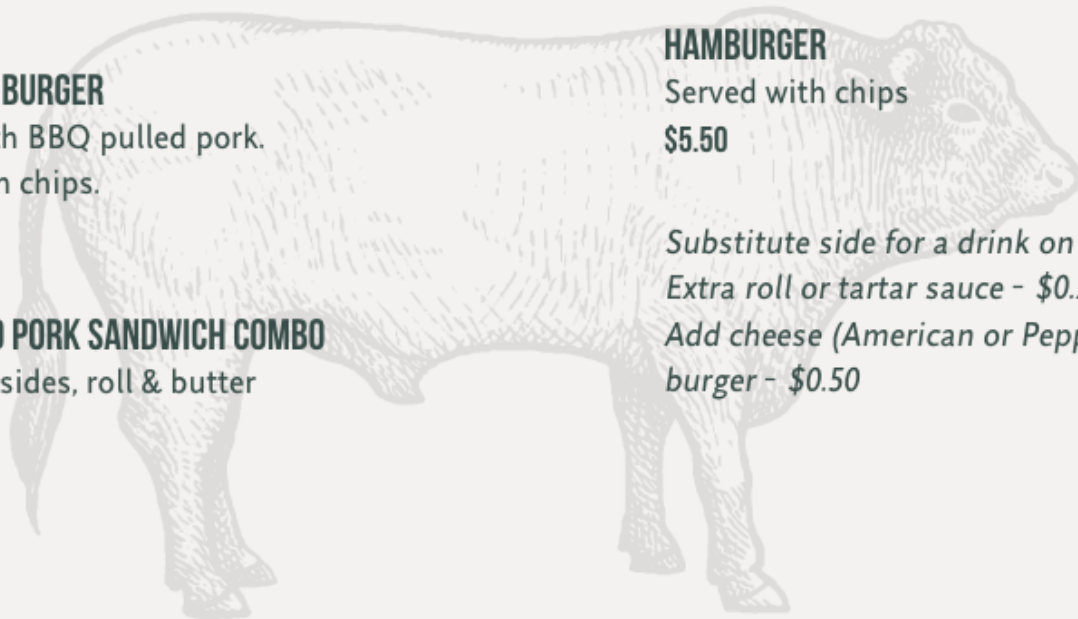 BURGER
BBQ pulled pork.
chips.
PORK SANDWICH COMBO
sides, roll & butter
HAMBURGER
Served with chips
$5.50
Substitute side for a drink on
Extra roll or tartar sauce - $0.
Add cheese (American or
burger - $0.50